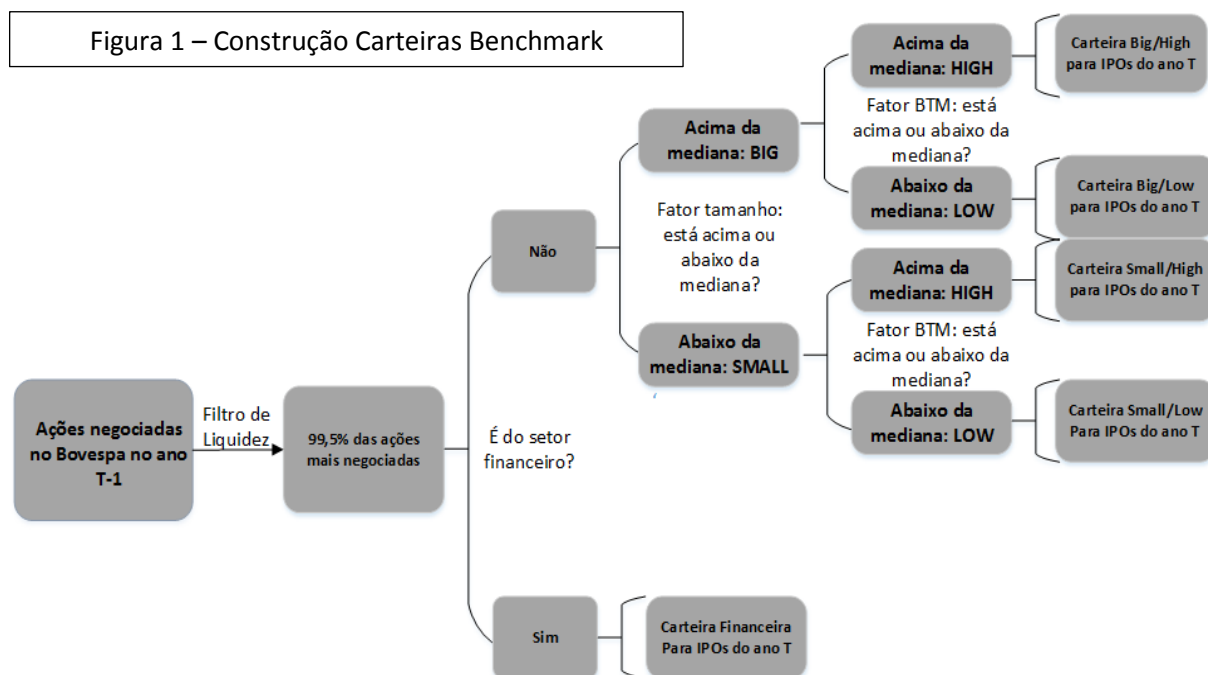 Figura 1 – Construção Carteiras Benchmark
Ações negociadas
no Bovespa no ano
T-1
Filtro de
Liquidez
99,5% das ações
mais negociadas
É do setor
financeiro?
Não
Sim
Fator tamanho:
está acima ou
abaixo da
mediana?
Acima da
mediana: BIG
Abaixo da
mediana: SMALL
Acima da
mediana: HIGH
Fator BTM: está
acima ou abaixo da
mediana?
Abaixo da
mediana: LOW
Acima da
mediana: HIGH
Fator BTM: está
acima ou abaixo da
mediana?
Abaixo da
mediana: LOW
Carteira Big/High
para IPOs do ano T
Carteira Big/Low
para IPOs do ano T
Carteira Small/High
para IPOs do ano T
Carteira Small/Low
Para IPOs do ano T
Carteira Financeira
Para IPOs do ano T